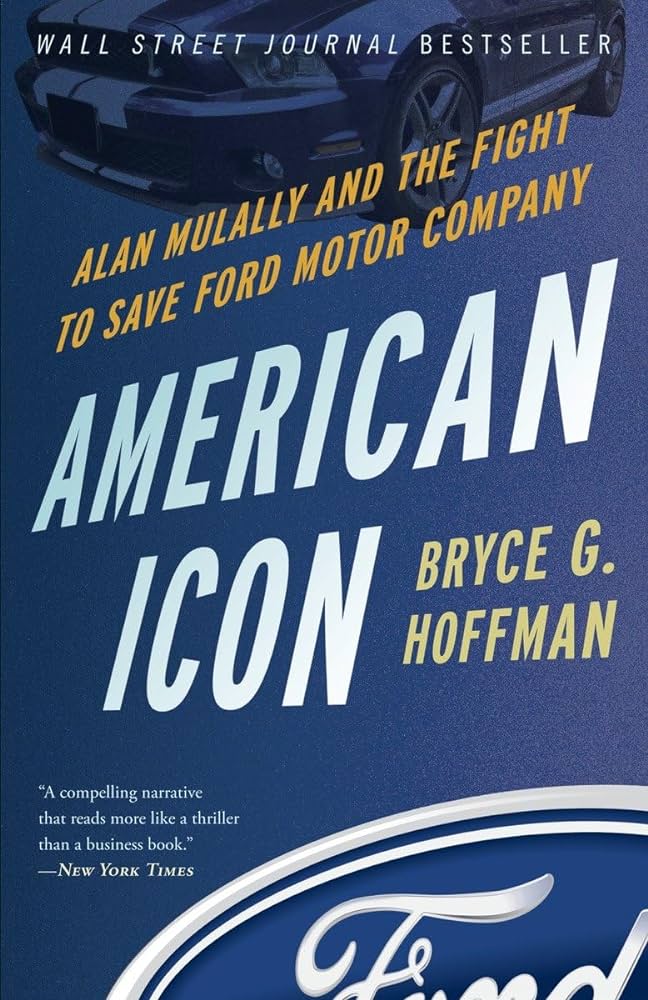 WALL STREET JOURNAL BESTSELLER
ALAN MULALLY AND THE FIGHT
TO SAVE FORD MOTOR COMPANY
AMERICAN
ICON
BRYCE G.
HOFFMAN
“A compelling narrative
that reads more like a thriller
than a business book.”
—NEW YORK TIMES
Ford